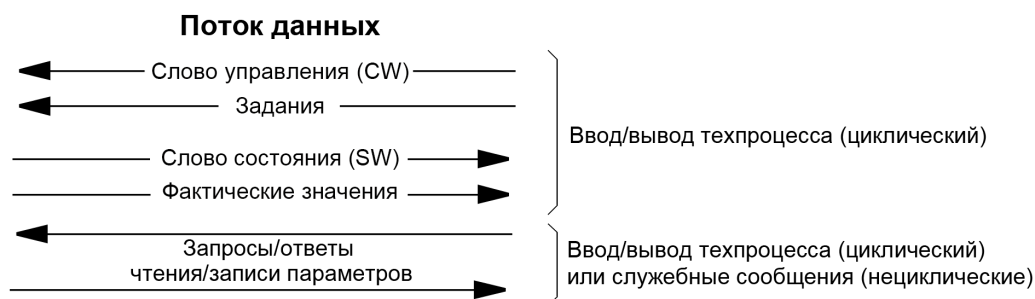 Поток данных
Слово управления (CW)
Задания
Ввод/вывод техпроцесса (циклический)
Слово состояния (SW)
Фактические значения
Запросы/ответы
чтения/записи параметров
Ввод/вывод техпроцесса (циклический)
или служебные сообщения (нециклические)